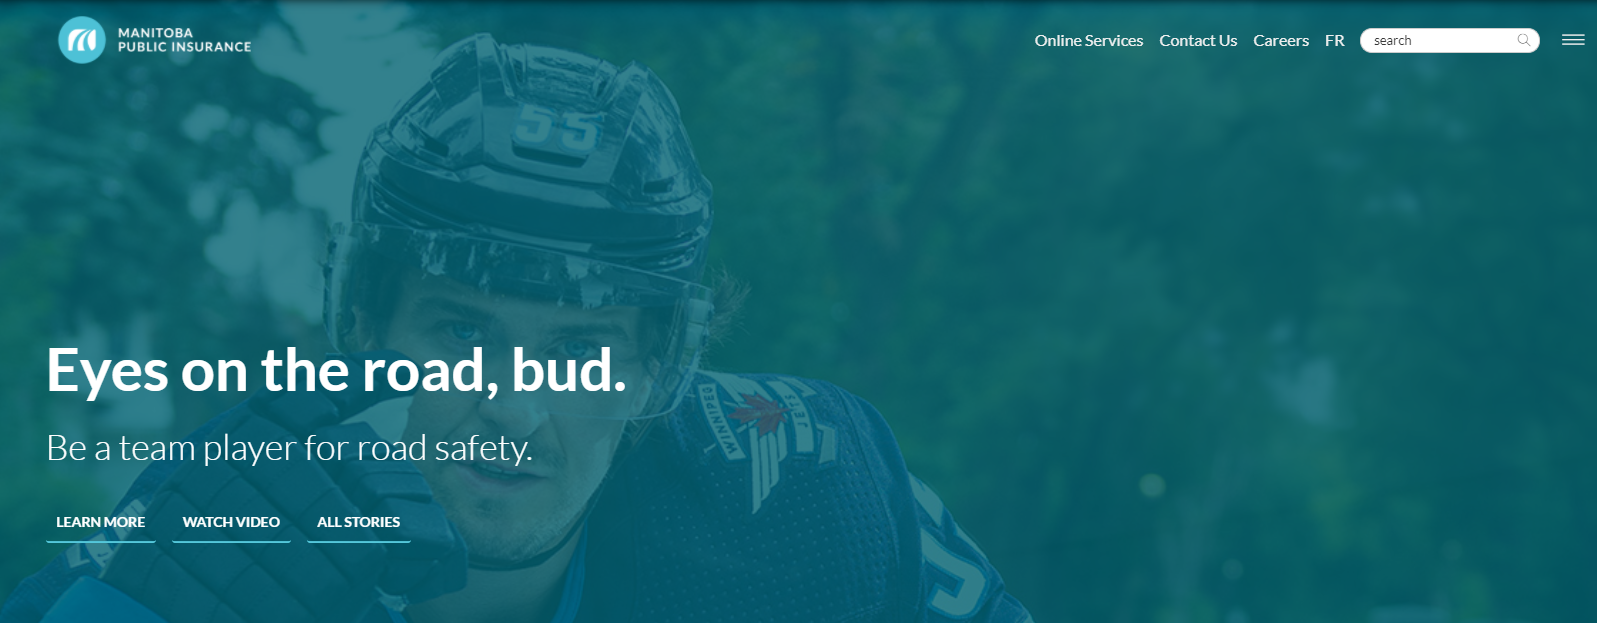 MANITOBA
PUBLIC INSURANCE
Online Services Contact Us Careers FR search
55
Eyes on the road, bud.
WINNIPEG JETS
Be a team player for road safety.
LEARN MORE WATCH VIDEO ALL STORIES
5